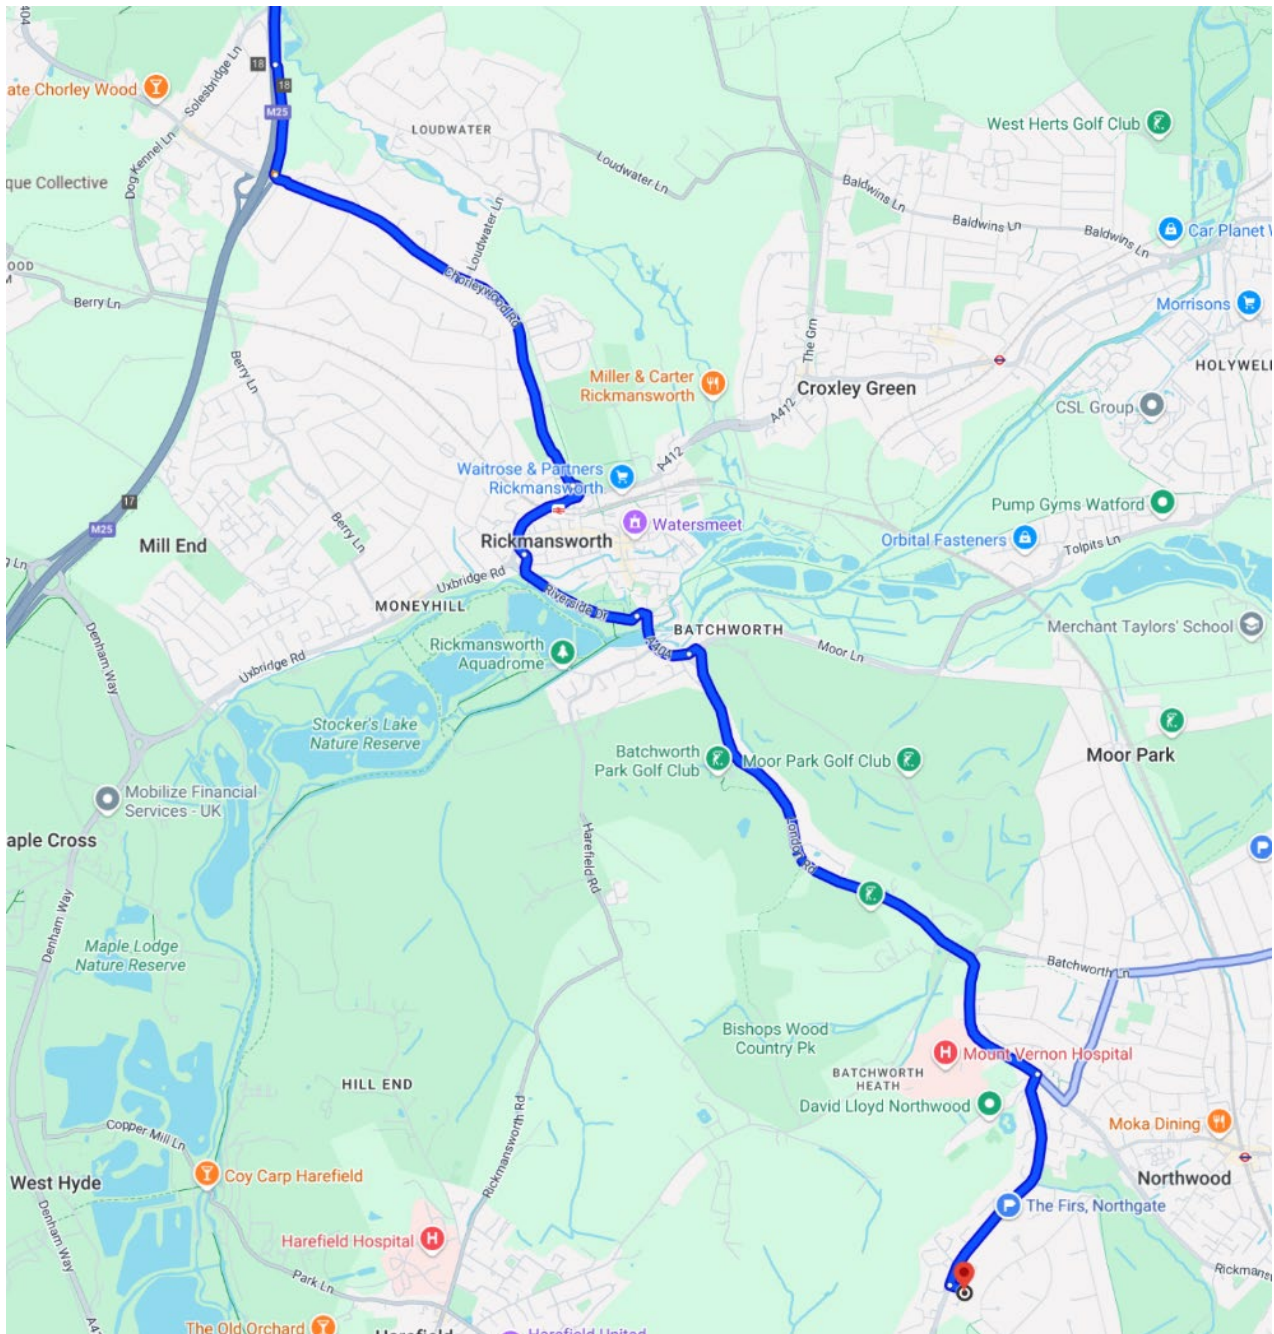 404
Solesbridge Ln
18
18
ate Chorley Wood
M25
LOUDWATER
West Herts Golf Club
Dog Kennel Ln
Loudwater Ln
que Collective
Loudwater Ln
Baldwins Ln
Baldwins Ln
Baldwins Ln
Car Planet W
OOD
M
Berry Ln
Chorleywood Rd
Morrisons
The Grn
Berry Ln
HOLYWELL
Miller & Carter
Rickmansworth
Croxley Green
CSL Group
A412
A412
Waitrose & Partners
Rickmansworth
17
M25
Pump Gyms Watford
Watersmeet
Mill End
Berry Ln
Rickmansworth
Orbital Fasteners
Tolpits Ln
g Ln
Uxbridge Rd
MONEYHILL
Riverside Dr
BATCHWORTH
Merchant Taylors' School
Denham Way
Rickmansworth
Aquadrome
A404
Moor Ln
Uxbridge Rd
Stocker's Lake
Nature Reserve
Batchworth
Park Golf Club
Moor Park Golf Club
Moor Park
Mobilize Financial
Services - UK
aple Cross
Harefield Rd
London Rd
P
Denham Way
Maple Lodge
Nature Reserve
Batchworth Ln
Bishops Wood
Country Pk
H
Mount Vernon Hospital
BATCHWORTH
HEATH
HILL END
David Lloyd Northwood
Rickmansworth Rd
Moka Dining
Copper Mill Ln
West Hyde
Coy Carp Harefield
Northwood
P
The Firs, Northgate
Denham Way
Harefield Hospital
H
Park Ln
Rickmansw
A41
The Old Orchard
Harefield
Harefield United